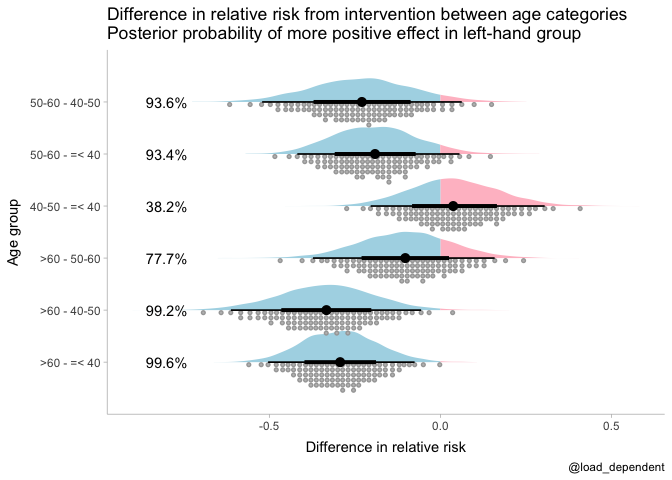 Difference in relative risk from intervention between age categories
Posterior probability of more positive effect in left-hand group
50-60 - 40-50 93.6%
50-60 - =< 40 93.4%
40-50 - =< 40 38.2%
>60 - 50-60 77.7%
>60 - 40-50 99.2%
>60 - =< 40 99.6%
Age group
-0.5 0.0 0.5
Difference in relative risk
@load_dependent